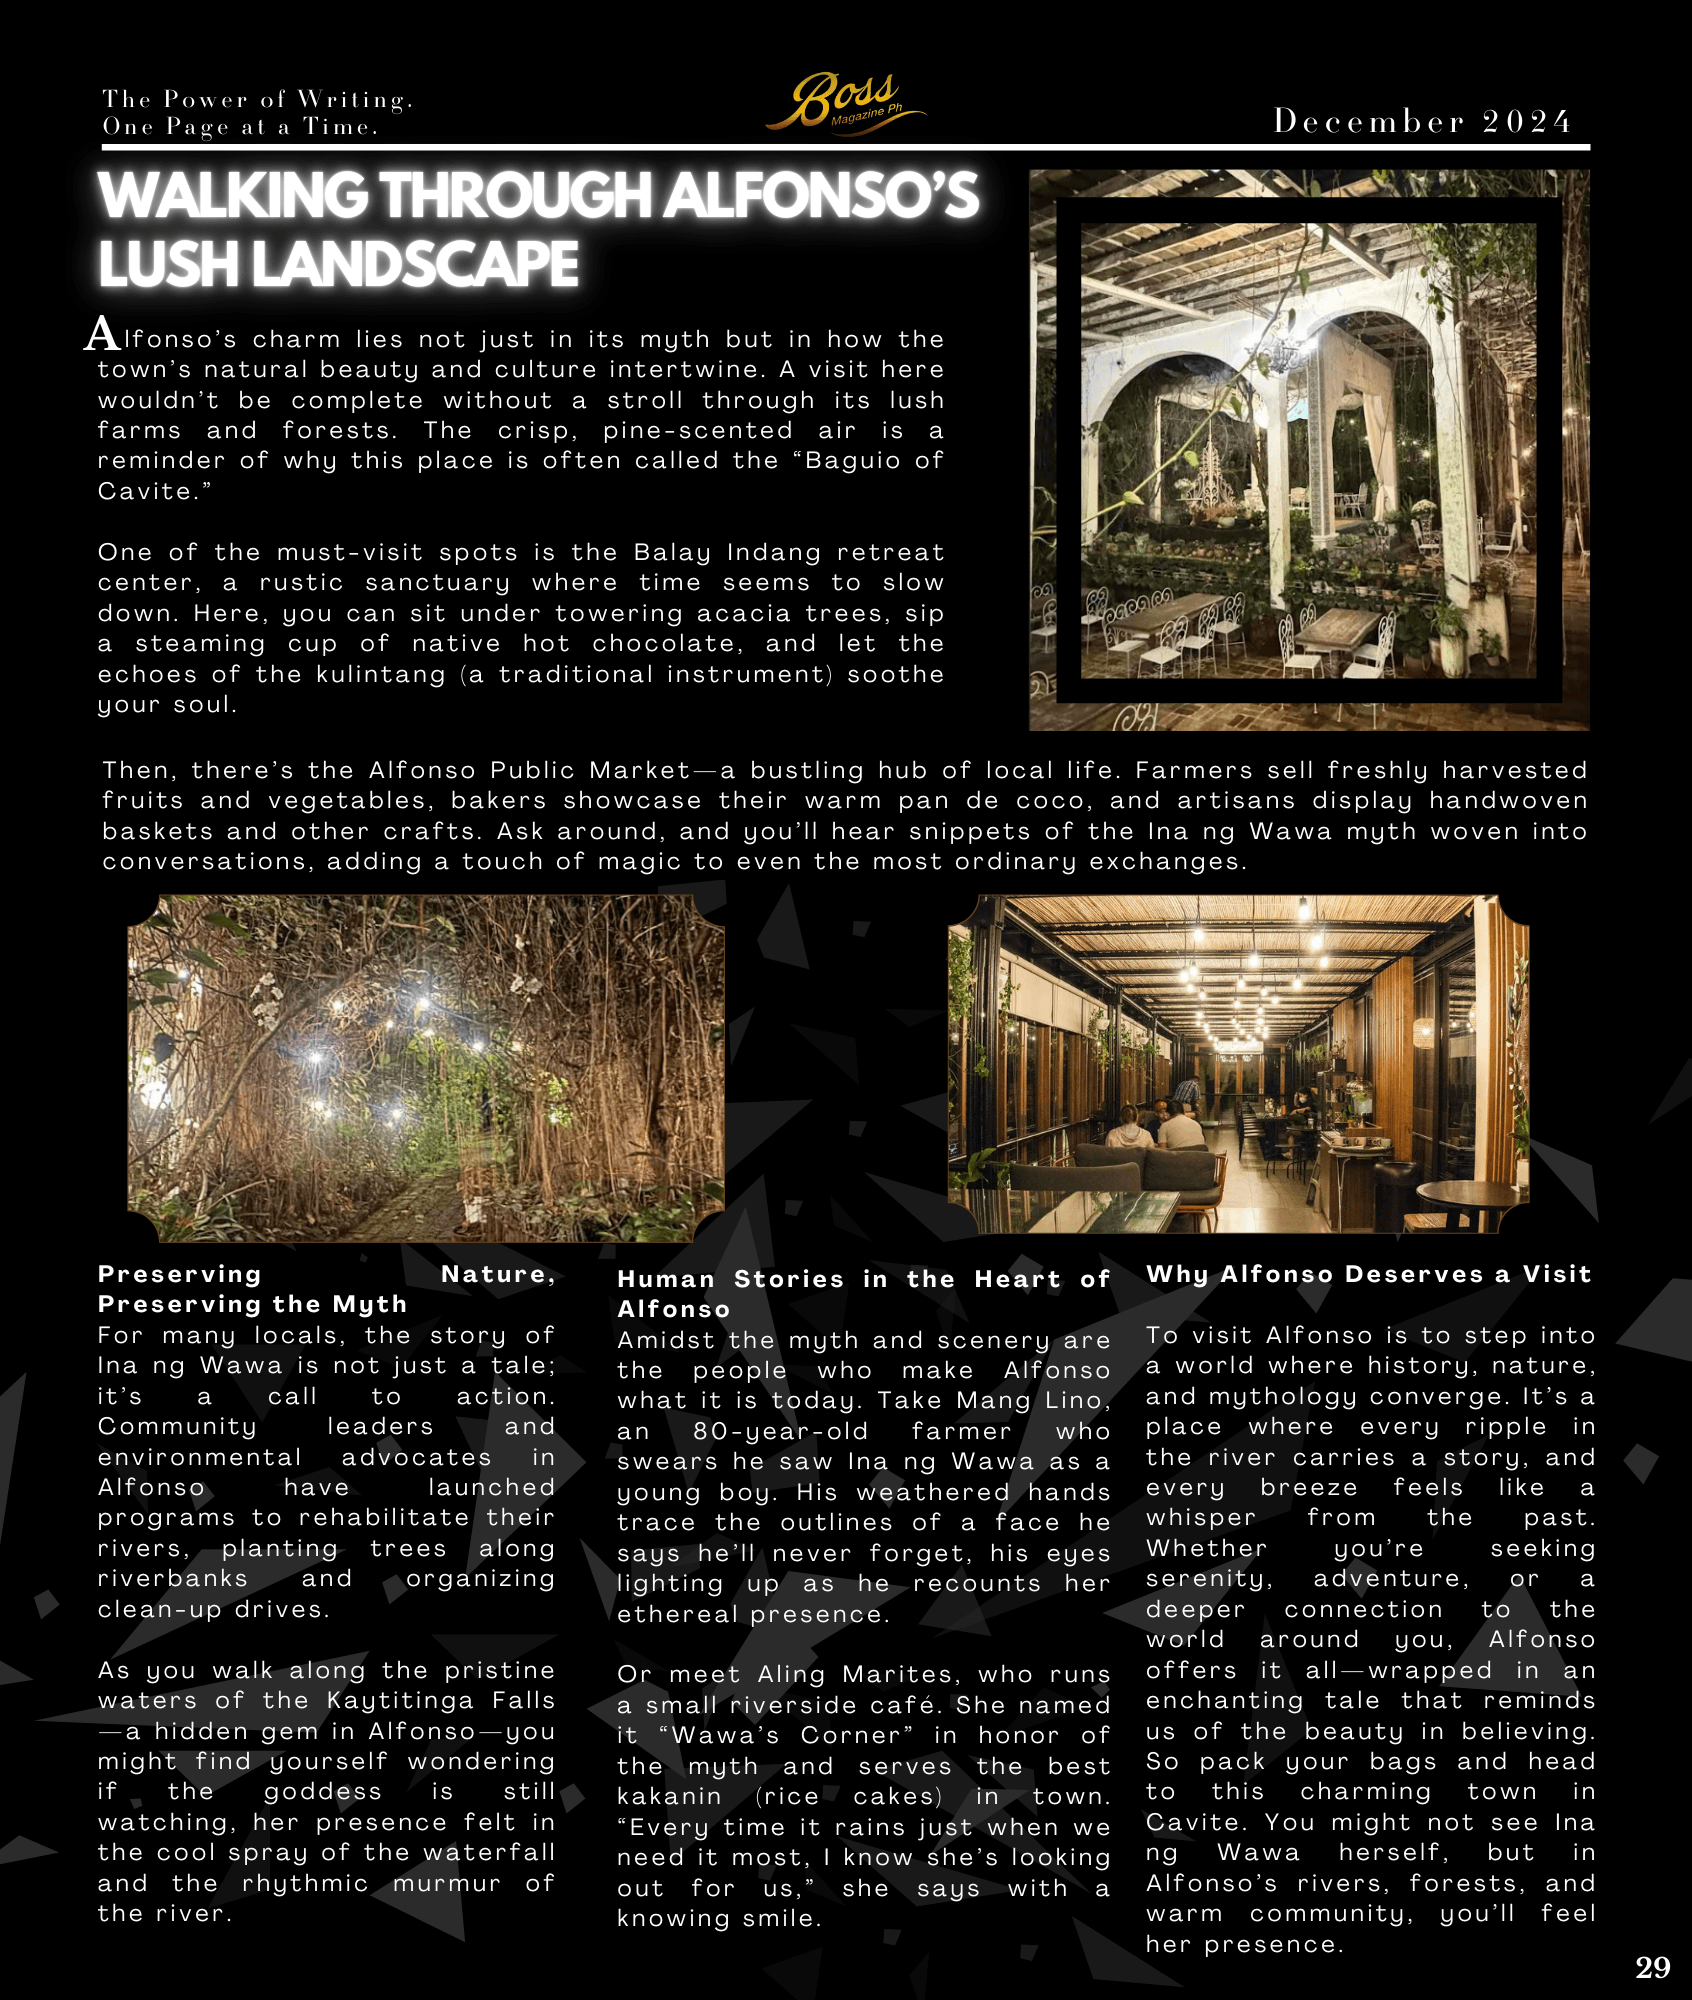 The Power of Writing.
One Page at a Time.
Boss
Magazine Ph
December 2024
WALKING THROUGH ALFONSO’S
LUSH LANDSCAPE
Alfonso’s charm lies not just in its myth but in how the
town’s natural beauty and culture intertwine. A visit here
wouldn’t be complete without a stroll through its lush
farms and forests. The crisp, pine-scented air is a
reminder of why this place is often called the “Baguio of
Cavite.”
One of the must-visit spots is the Balay Indang retreat
center, a rustic sanctuary where time seems to slow
down. Here, you can sit under towering acacia trees, sip
a steaming cup of native hot chocolate, and let the
echoes of the kulintang (a traditional instrument) soothe
your soul.
Then, there’s the Alfonso Public Market—a bustling hub of local life. Farmers sell freshly harvested
fruits and vegetables, bakers showcase their warm pan de coco, and artisans display handwoven
baskets and other crafts. Ask around, and you’ll hear snippets of the Ina ng Wawa myth woven into
conversations, adding a touch of magic to even the most ordinary exchanges.
Preserving Nature,
Preserving the Myth
For many locals, the story of
Ina ng Wawa is not just a tale;
it’s a call to action.
Community leaders and
environmental advocates in
Alfonso have launched
programs to rehabilitate their
rivers, planting trees along
riverbanks and organizing
clean-up drives.
As you walk along the pristine
waters of the Kaytitinga Falls
—a hidden gem in Alfonso—you
might find yourself wondering
if the goddess is still
watching, her presence felt in
the cool spray of the waterfall
and the rhythmic murmur of
the river.
Human Stories in the Heart of
Alfonso
Amidst the myth and scenery are
the people who make Alfonso
what it is today. Take Mang Lino,
an 80-year-old farmer who
swears he saw Ina ng Wawa as a
young boy. His weathered hands
trace the outlines of a face he
says he’ll never forget, his eyes
lighting up as he recounts her
ethereal presence.
Or meet Aling Marites, who runs
a small riverside café. She named
it “Wawa’s Corner” in honor of
the myth and serves the best
kakanin (rice cakes) in town.
“Every time it rains just when we
need it most, I know she’s looking
out for us,” she says with a
knowing smile.
Why Alfonso Deserves a Visit
To visit Alfonso is to step into
a world where history, nature,
and mythology converge. It’s a
place where every ripple in
the river carries a story, and
every breeze feels like a
whisper from the past.
Whether you’re seeking
serenity, adventure, or a
deeper connection to the
world around you, Alfonso
offers it all—wrapped in an
enchanting tale that reminds
us of the beauty in believing.
So pack your bags and head
to this charming town in
Cavite. You might not see Ina
ng Wawa herself, but in
Alfonso’s rivers, forests, and
warm community, you’ll feel
her presence.
29